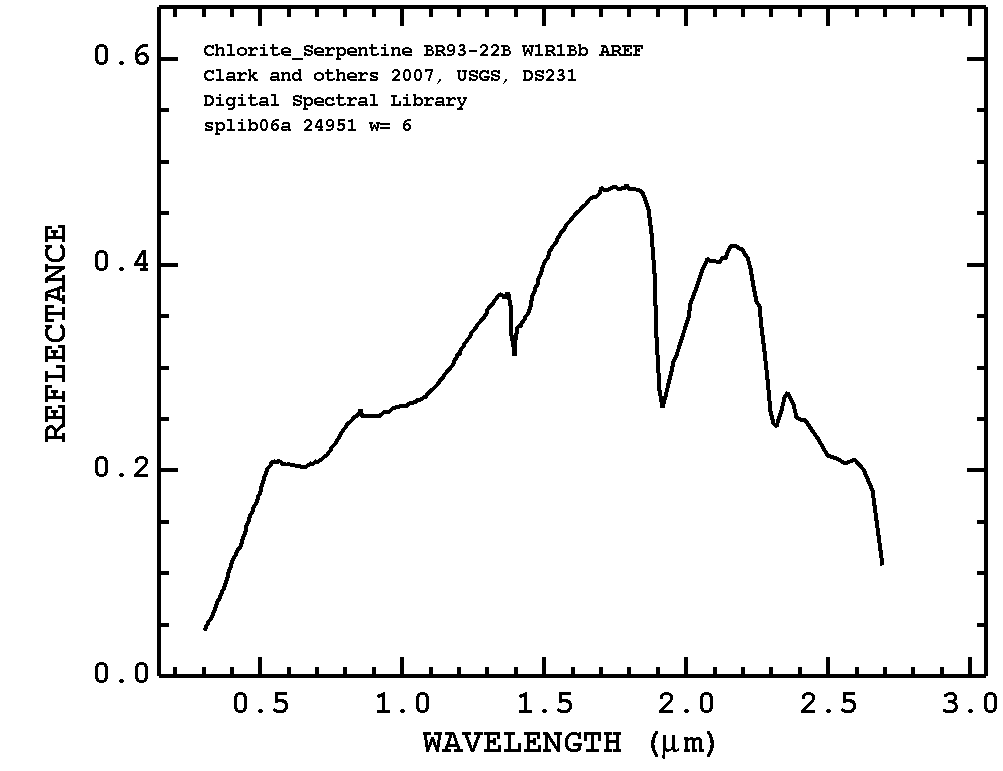 Chlorite_Serpentine BR93-22B W1R1Bb AREF
Clark and others 2007, USGS, DS231
Digital Spectral Library
splib06a 24951 w= 6
0.6
0.4
0.2
0.0
REFLECTANCE
0.5 1.0 1.5 2.0 2.5 3.0
WAVELENGTH (μm)